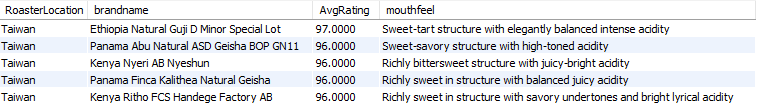 RoasterLocation brandname AvgRating mouthfeel
Taiwan Ethiopia Natural Guji D Minor Special Lot 97.0000 Sweet-tart structure with elegantly balanced intense acidity
Taiwan Panama Abu Natural ASD Geisha BOP GN11 96.0000 Sweet-savory structure with high-toned acidity
Taiwan Kenya Nyeri AB Nyeshun 96.0000 Richly bittersweet structure with juicy-bright acidity
Taiwan Panama Finca Kalithea Natural Geisha 96.0000 Richly sweet in structure with balanced juicy acidity
Taiwan Kenya Ritho FCS Handege Factory AB 96.0000 Richly sweet in structure with savory undertones and bright lyrical acidity